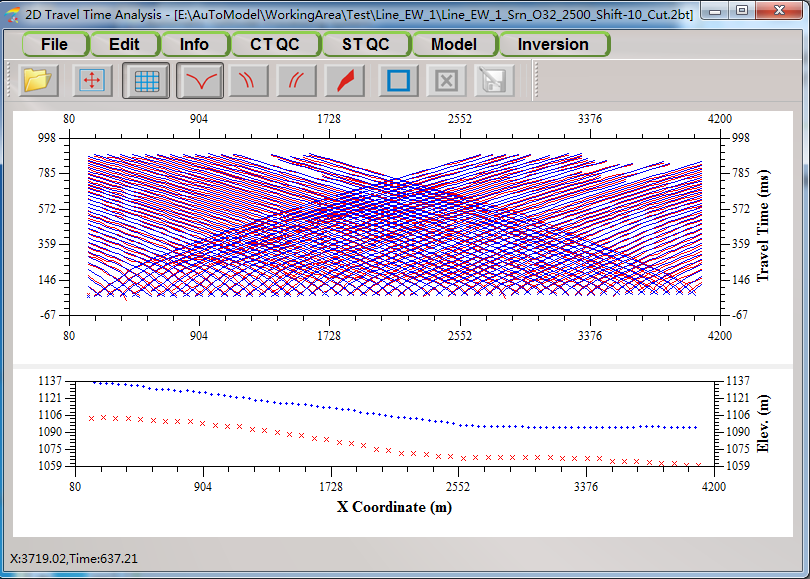 2D Travel Time Analysis - [E:\AuToModel\WorkingArea\Test\Line_EW_1\Line_EW_1_Srn_O32_2500_Shift-10_Cut.2bt]
File Edit Info CT QC ST QC Model Inversion
80 904 1728 2552 3376 4200
998 998
785 785
572 572
359 359
146 146
-67 -67
Travel Time (ms)
80 904 1728 2552 3376 4200
1137 1137
1121 1121
1106 1106
1090 1090
1075 1075
1059 1059
Elev. (m)
80 904 1728 2552 3376 4200
X Coordinate (m)
X:3719.02,Time:637.21